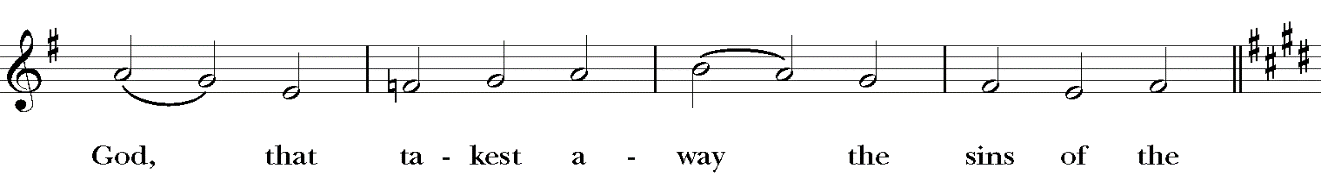 God, that ta - kest a - way the sins of the